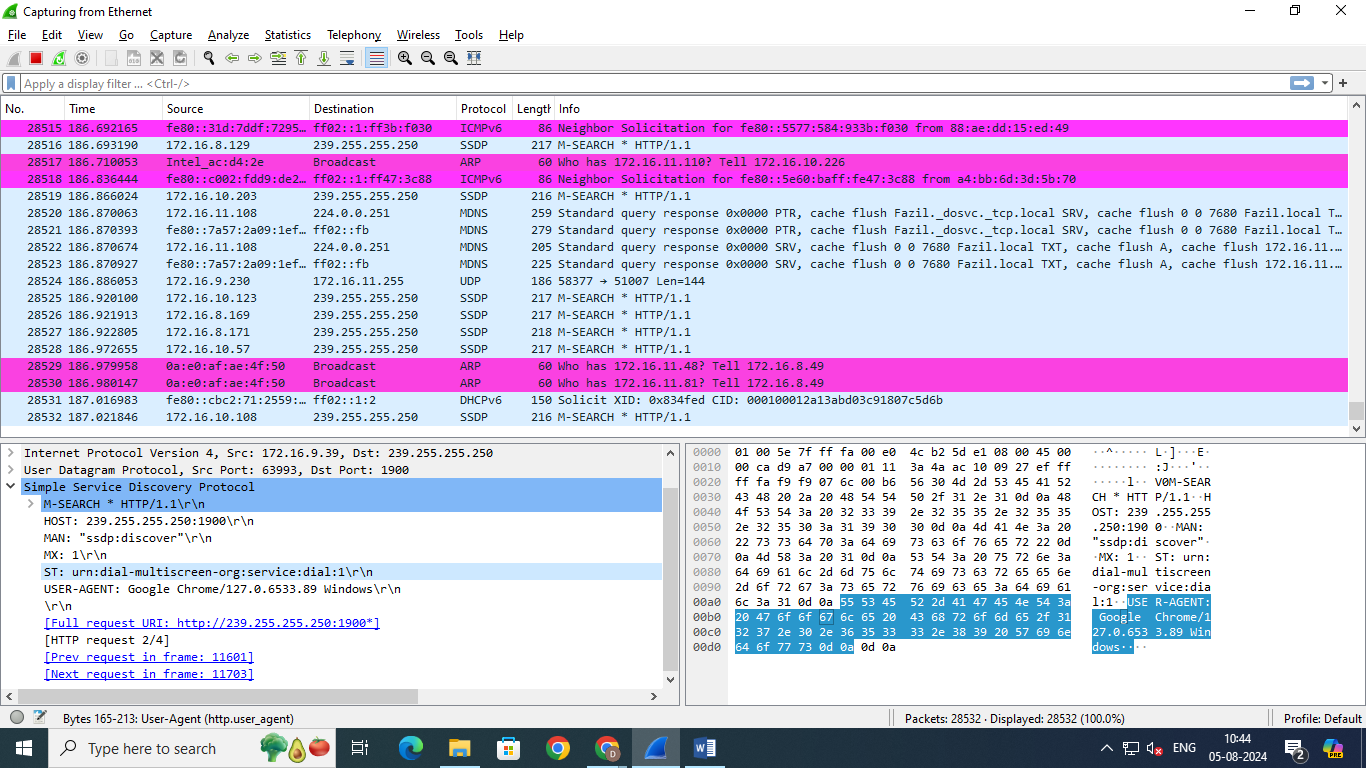 Capturing from Ethernet
File Edit View Go Capture Analyze Statistics Telephony Wireless Tools Help
Apply a display filter ... <Ctrl-/>
No. Time Source Destination Protocol Length Info
28515 186.692165 fe80::31d:7ddf:7295… ff02::1:ff3b:f030 ICMPv6 86 Neighbor Solicitation for fe80::5577:584:933b:f030 from 88:ae:dd:15:ed:49
28516 186.693190 172.16.8.129 239.255.255.250 SSDP 217 M-SEARCH * HTTP/1.1
28517 186.710053 Intel_ac:d4:2e Broadcast ARP 60 Who has 172.16.11.110? Tell 172.16.10.226
28518 186.836444 fe80::c002:fdd9:de2… ff02::1:ff47:3c88 ICMPv6 86 Neighbor Solicitation for fe80::5e60:baff:fe47:3c88 from a4:bb:6d:3d:5b:70
28519 186.866024 172.16.10.203 239.255.255.250 SSDP 216 M-SEARCH * HTTP/1.1
28520 186.870063 172.16.11.108 224.0.0.251 MDNS 259 Standard query response 0x0000 PTR, cache flush Fazil._dosvc._tcp.local SRV, cache flush 0 0 7680 Fazil.local T…
28521 186.870393 fe80::7a57:2a09:1ef… ff02::fb MDNS 279 Standard query response 0x0000 PTR, cache flush Fazil._dosvc._tcp.local SRV, cache flush 0 0 7680 Fazil.local T…
28522 186.870674 172.16.11.108 224.0.0.251 MDNS 205 Standard query response 0x0000 SRV, cache flush 0 0 7680 Fazil.local TXT, cache flush A, cache flush 172.16.11.…
28523 186.870927 fe80::7a57:2a09:1ef… ff02::fb MDNS 225 Standard query response 0x0000 SRV, cache flush 0 0 7680 Fazil.local TXT, cache flush A, cache flush 172.16.11.…
28524 186.886053 172.16.9.230 172.16.11.255 UDP 186 58377 → 51007 Len=144
28525 186.920100 172.16.10.123 239.255.255.250 SSDP 217 M-SEARCH * HTTP/1.1
28526 186.921913 172.16.8.169 239.255.255.250 SSDP 217 M-SEARCH * HTTP/1.1
28527 186.922805 172.16.8.171 239.255.255.250 SSDP 218 M-SEARCH * HTTP/1.1
28528 186.972655 172.16.10.57 239.255.255.250 SSDP 217 M-SEARCH * HTTP/1.1
28529 186.979958 0a:e0:af:ae:4f:50 Broadcast ARP 60 Who has 172.16.11.48? Tell 172.16.8.49
28530 186.980147 0a:e0:af:ae:4f:50 Broadcast ARP 60 Who has 172.16.11.81? Tell 172.16.8.49
28531 187.016983 fe80::cbc2:71:2559:… ff02::1:2 DHCPv6 150 Solicit XID: 0x834fed CID: 000100012a13abd03c91807c5d6b
28532 187.021846 172.16.10.108 239.255.255.250 SSDP 216 M-SEARCH * HTTP/1.1
Internet Protocol Version 4, Src: 172.16.9.39, Dst: 239.255.255.250
User Datagram Protocol, Src Port: 63993, Dst Port: 1900
Simple Service Discovery Protocol
M-SEARCH * HTTP/1.1\r\n
HOST: 239.255.255.250:1900\r\n
MAN: "ssdp:discover"\r\n
MX: 1\r\n
ST: urn:dial-multiscreen-org:service:dial:1\r\n
USER-AGENT: Google Chrome/127.0.6533.89 Windows\r\n
\r\n
[Full request URI: http://239.255.255.250:1900*]
[HTTP request 2/4]
[Prev request in frame: 11601]
[Next request in frame: 11703]
0000 01 00 5e 7f ff fa 00 e0 4c b2 5d e1 08 00 45 00 ··^····· L·]···E·
0010 00 ca d9 a7 00 00 01 11 3a 4a ac 10 09 27 ef ff ········ :J···'··
0020 ff fa f9 f9 07 6c 00 b6 56 30 4d 2d 53 45 41 52 ·····l·· V0M-SEAR
0030 43 48 20 2a 20 48 54 54 50 2f 31 2e 31 0d 0a 48 CH * HTT P/1.1··H
0040 4f 53 54 3a 20 32 33 39 2e 32 35 35 2e 32 35 35 OST: 239 .255.255
0050 2e 32 35 30 3a 31 39 30 30 0d 0a 4d 41 4e 3a 20 .250:190 0··MAN:
0060 22 73 73 64 70 3a 64 69 73 63 6f 76 65 72 22 0d "ssdp:di scover"·
0070 0a 4d 58 3a 20 31 0d 0a 53 54 3a 20 75 72 6e 3a ·MX: 1·· ST: urn:
0080 64 69 61 6c 2d 6d 75 6c 74 69 73 63 72 65 65 6e dial-mul tiscreen
0090 2d 6f 72 67 3a 73 65 72 76 69 63 65 3a 64 69 61 -org:ser vice:dia
00a0 6c 3a 31 0d 0a 55 53 45 52 2d 41 47 45 4e 54 3a l:1··USE R-AGENT:
00b0 20 47 6f 6f 67 6c 65 20 43 68 72 6f 6d 65 2f 31 Google Chrome/1
00c0 32 37 2e 30 2e 36 35 33 33 2e 38 39 20 57 69 6e 27.0.653 3.89 Win
00d0 64 6f 77 73 0d 0a 0d 0a dows····
Bytes 165-213: User-Agent (http.user_agent)
Packets: 28532 · Displayed: 28532 (100.0%)
Profile: Default
Type here to search
ENG
10:44
05-08-2024
2
PRE